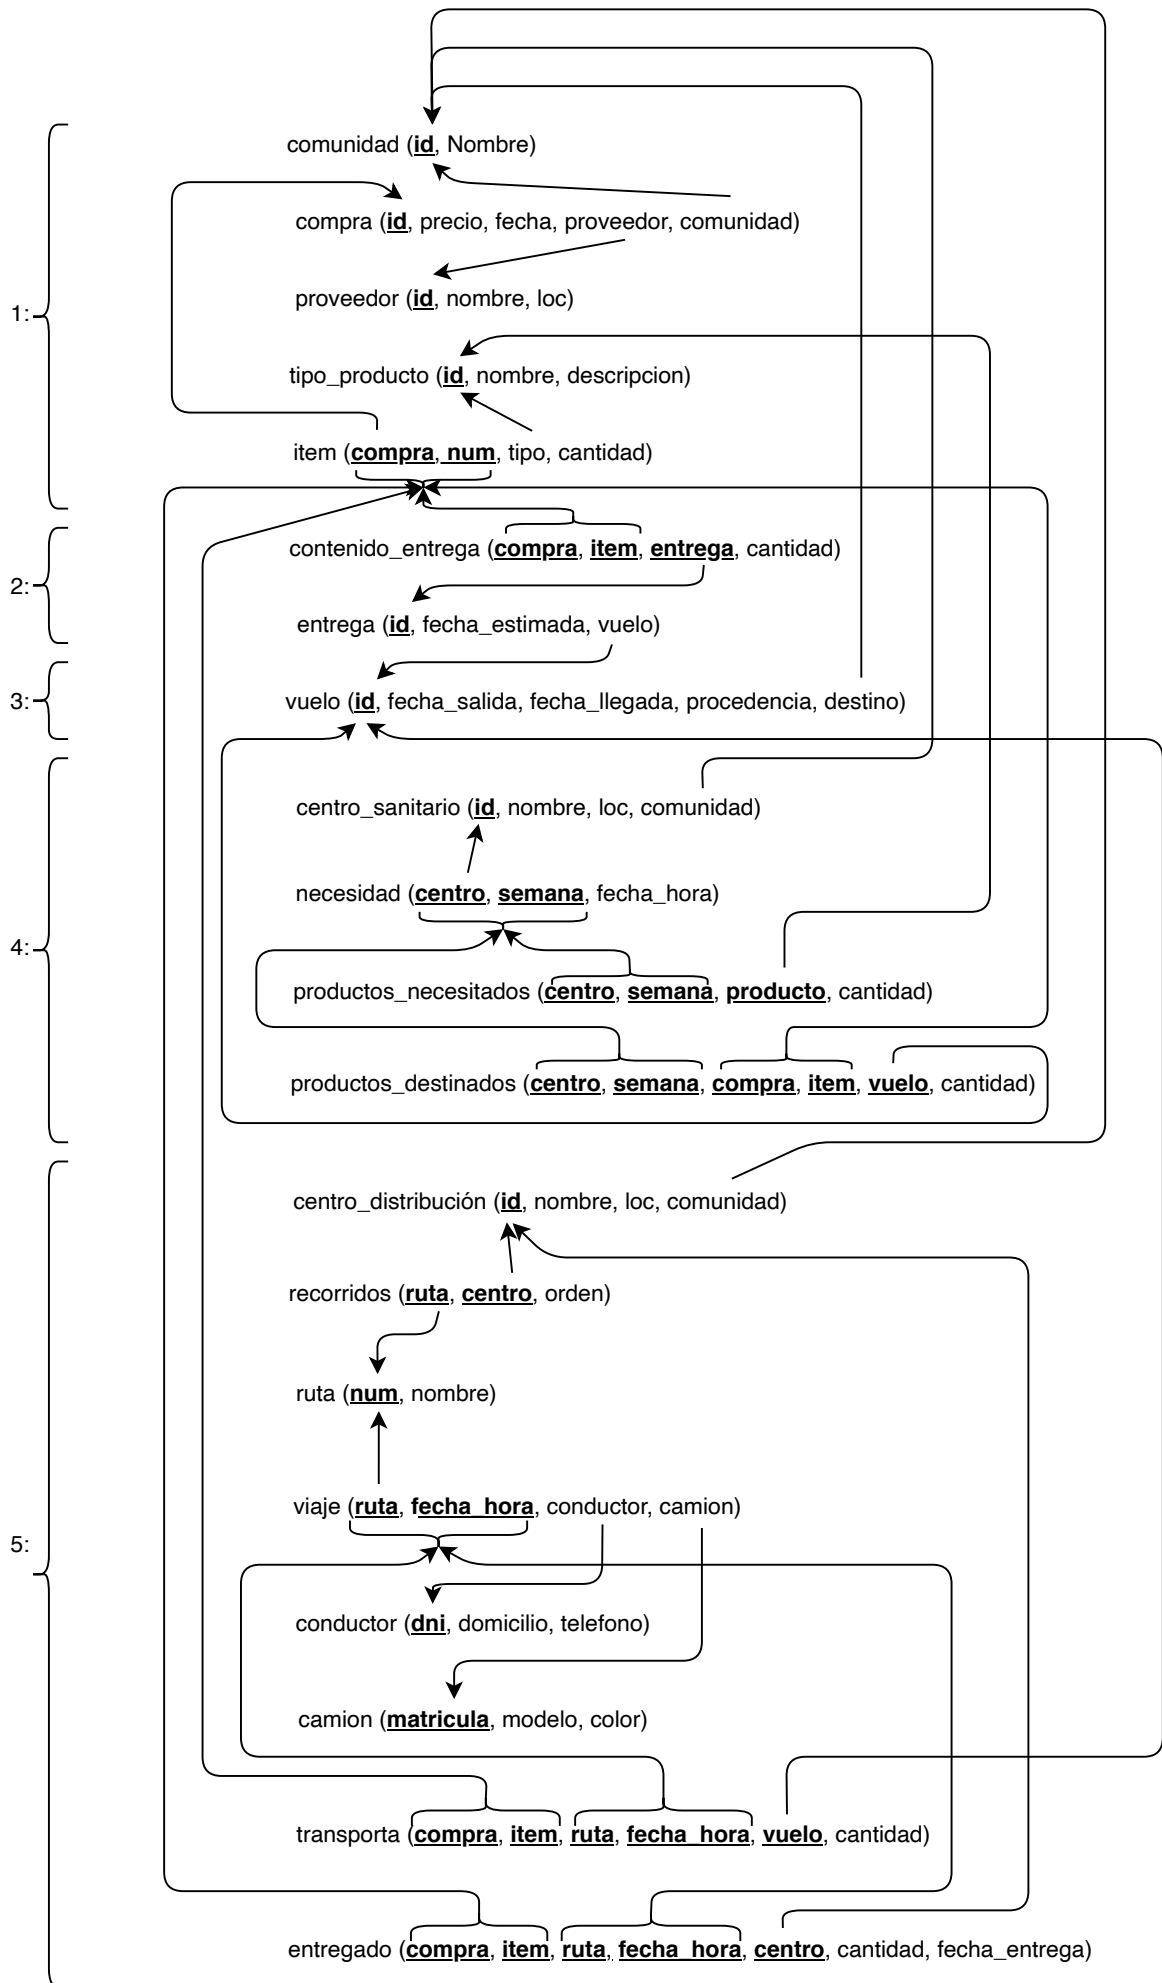 comunidad (id, Nombre)
compra (id, precio, fecha, proveedor, comunidad)
proveedor (id, nombre, loc)
1:
tipo_producto (id, nombre, descripcion)
item (compra, num, tipo, cantidad)
contenido_entrega (compra, item, entrega, cantidad)
2:
entrega (id, fecha_estimada, vuelo)
3:
vuelo (id, fecha_salida, fecha_llegada, procedencia, destino)
centro_sanitario (id, nombre, loc, comunidad)
necesidad (centro, semana, fecha_hora)
4:
productos_necesitados (centro, semana, producto, cantidad)
productos_destinados (centro, semana, compra, item, vuelo, cantidad)
centro_distribución (id, nombre, loc, comunidad)
recorridos (ruta, centro, orden)
ruta (num, nombre)
viaje (ruta, fecha_hora, conductor, camion)
5:
conductor (dni, domicilio, telefono)
camion (matricula, modelo, color)
transporta (compra, item, ruta, fecha_hora, vuelo, cantidad)
entregado (compra, item, ruta, fecha_hora, centro, cantidad, fecha_entrega)